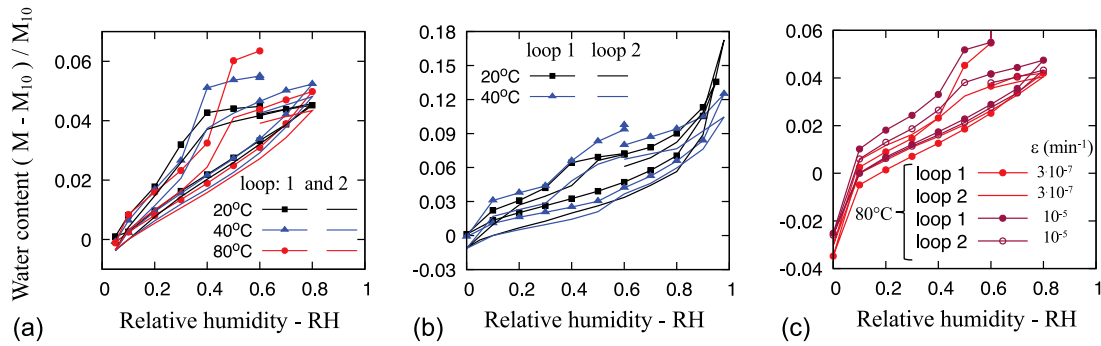 Water content ( M - M10 ) / M10
0.06
0.04
0.02
0
0
0.2
0.4
0.6
0.8
1
loop: 1 and 2
20°C
40°C
80°C
(a)
Relative humidity - RH
0.18
0.15
0.12
0.09
0.06
0.03
0.00
-0.03
0
0.2
0.4
0.6
0.8
1
loop 1 loop 2
20°C
40°C
(b)
Relative humidity - RH
0.06
0.04
0.02
0
-0.02
-0.04
0
0.2
0.4
0.6
0.8
1
ε (min-1)
80°C
loop 1 3·10-7
loop 2 3·10-7
loop 1 10-5
loop 2 10-5
(c)
Relative humidity - RH